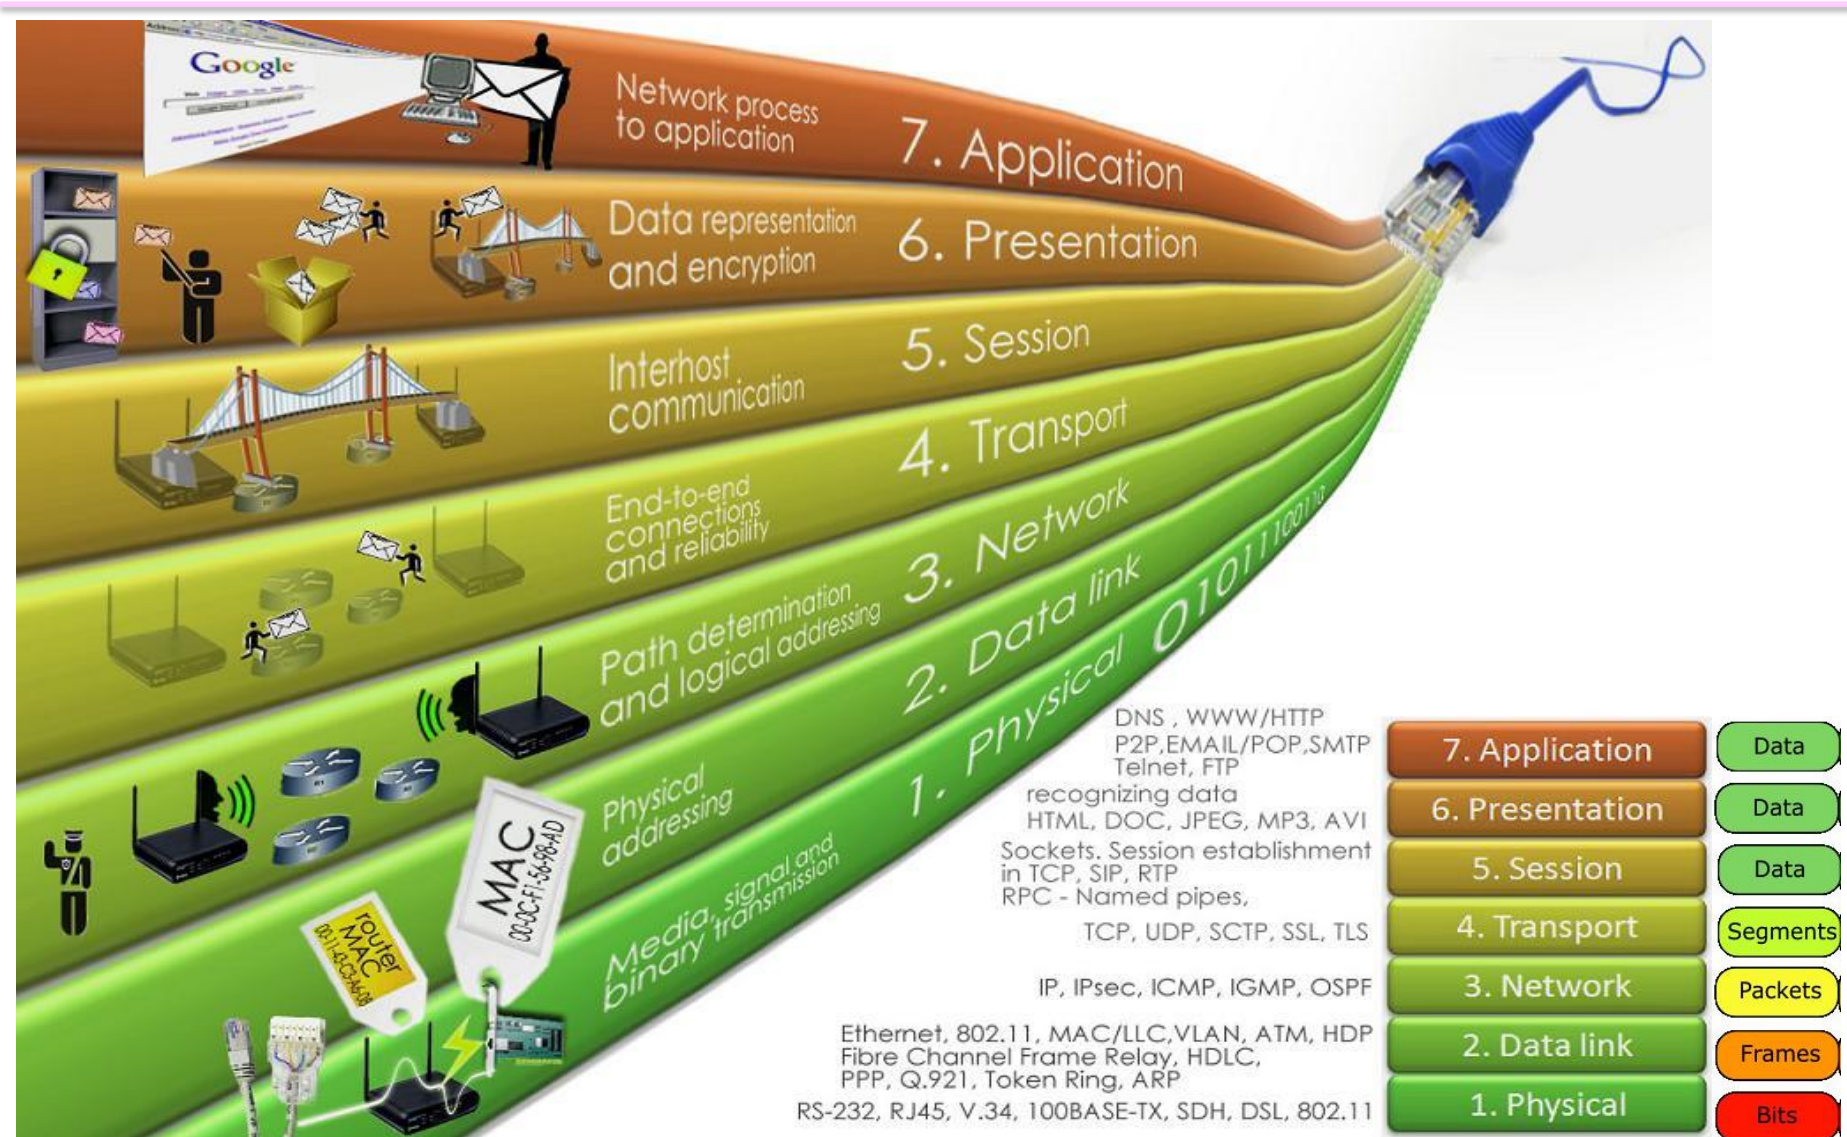 Google
Network process
to application
7. Application
Data representation
and encryption
6. Presentation
Interhost
communication
5. Session
End-to-end
connections
and reliability
4. Transport
Path determination
and logical addressing
3. Network
Physical
addressing
2. Data link
Media, signal and
binary transmission
1. Physical
MAC
00-0C-F1-56-98-AD
router
MAC
00-11-43-C3-A6-0B
DNS , WWW/HTTP
P2P,EMAIL/POP,SMTP
Telnet, FTP
7. Application
Data
recognizing data
HTML, DOC, JPEG, MP3, AVI
6. Presentation
Data
Sockets. Session establishment
in TCP, SIP, RTP
RPC - Named pipes,
5. Session
Data
TCP, UDP, SCTP, SSL, TLS
4. Transport
Segments
IP, IPsec, ICMP, IGMP, OSPF
3. Network
Packets
Ethernet, 802.11, MAC/LLC,VLAN, ATM, HDP
Fibre Channel Frame Relay, HDLC,
PPP, Q.921, Token Ring, ARP
2. Data link
Frames
RS-232, RJ45, V.34, 100BASE-TX, SDH, DSL, 802.11
1. Physical
Bits